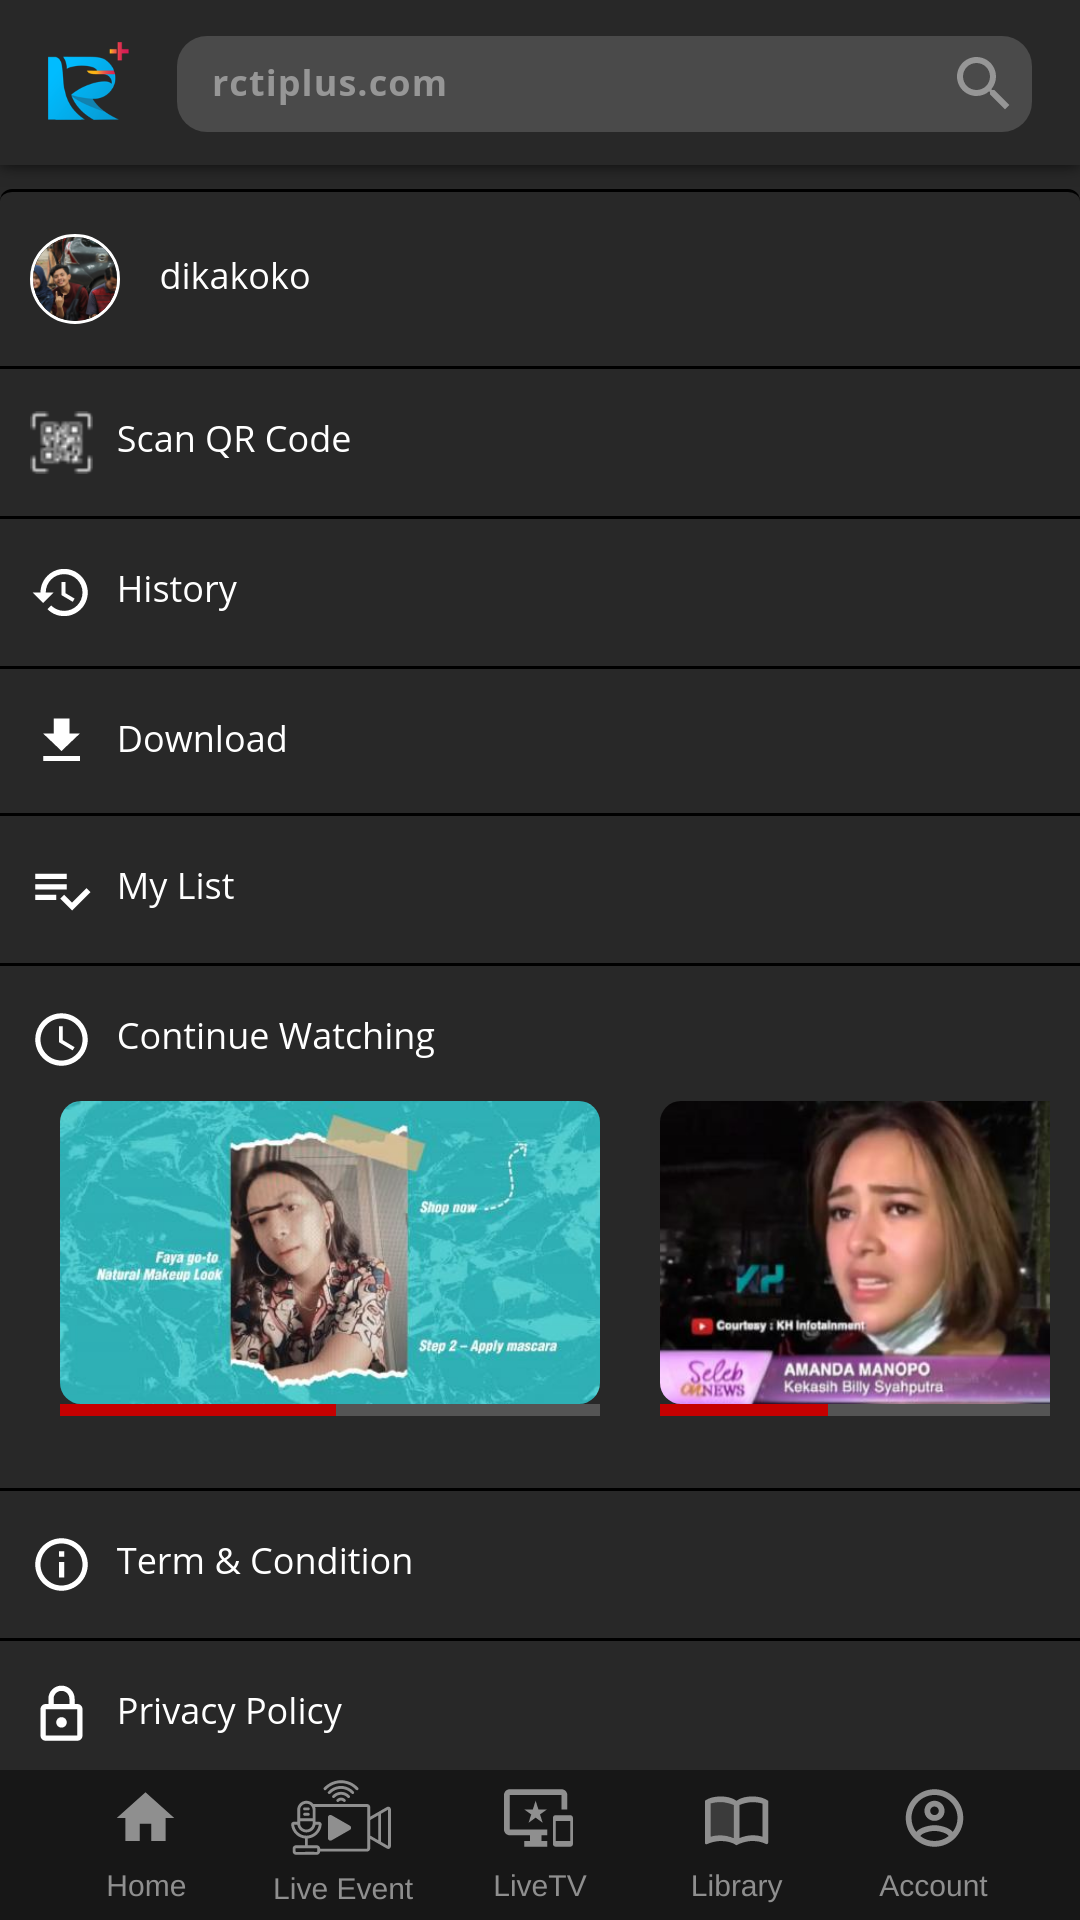 rctiplus.com
dikakoko
Scan QR Code
History
Download
My List
Continue Watching
Shop now
Faya go-to
Natural Makeup Look
Step 2 – Apply mascara
KH
Courtesy : KH Infotainment
Seleb
ON NEWS
AMANDA MANOPO
Kekasih Billy Syahputra
Term & Condition
Privacy Policy
Home
Live Event
LiveTV
Library
Account